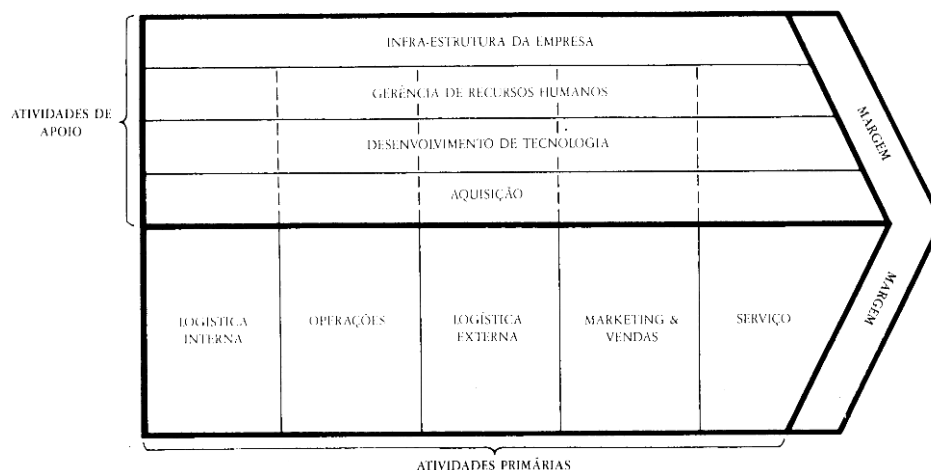 INFRA-ESTRUTURA DA EMPRESA
GERÊNCIA DE RECURSOS HUMANOS
ATIVIDADES DE
APOIO
DESENVOLVIMENTO DE TECNOLOGIA
AQUISIÇÃO
MARGEM
LOGÍSTICA
INTERNA
OPERAÇÕES
LOGÍSTICA
EXTERNA
MARKETING &
VENDAS
SERVIÇO
MARGEM
ATIVIDADES PRIMÁRIAS